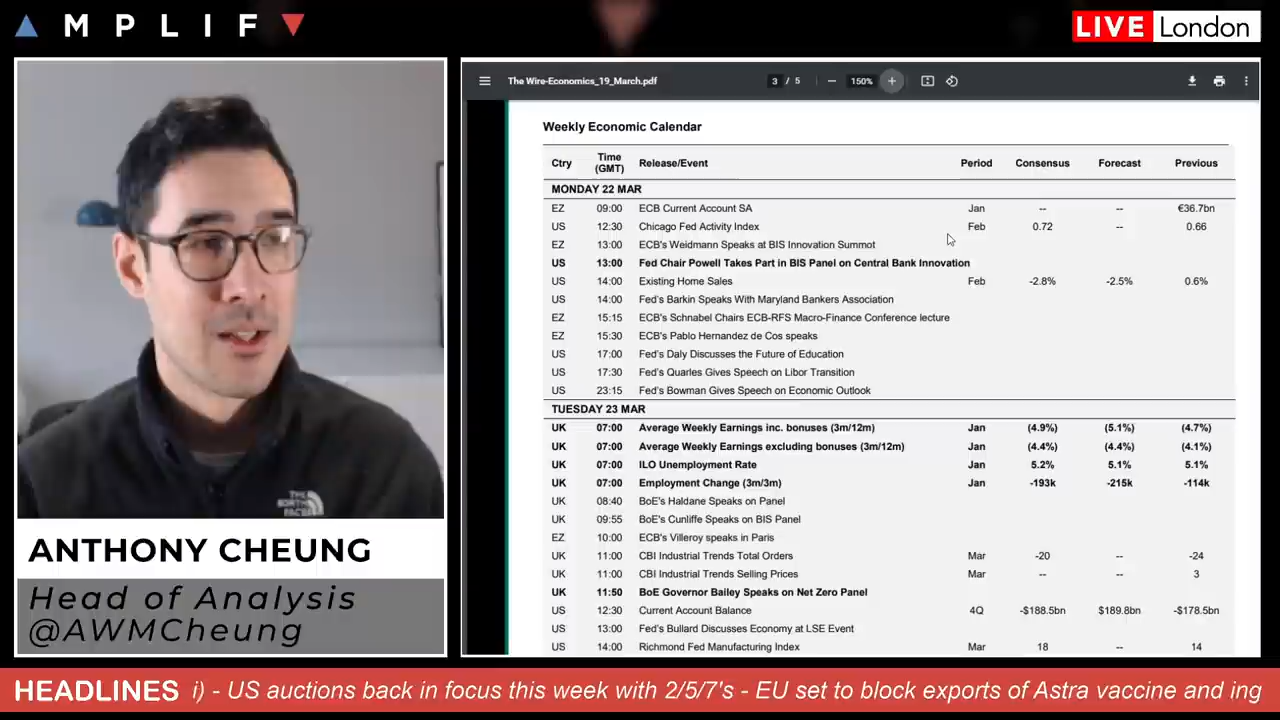 AMPLIFY
LIVE London
The Wire-Economics_19_March.pdf
3 / 5
150%
Weekly Economic Calendar
Ctry Time (GMT) Release/Event Period Consensus Forecast Previous
MONDAY 22 MAR
EZ 09:00 ECB Current Account SA Jan -- -- €36.7bn
US 12:30 Chicago Fed Activity Index Feb 0.72 -- 0.66
EZ 13:00 ECB's Weidmann Speaks at BIS Innovation Summot
US 13:00 Fed Chair Powell Takes Part in BIS Panel on Central Bank Innovation
US 14:00 Existing Home Sales Feb -2.8% -2.5% 0.6%
US 14:00 Fed's Barkin Speaks With Maryland Bankers Association
EZ 15:15 ECB's Schnabel Chairs ECB-RFS Macro-Finance Conference lecture
EZ 15:30 ECB's Pablo Hernandez de Cos speaks
US 17:00 Fed's Daly Discusses the Future of Education
US 17:30 Fed's Quarles Gives Speech on Libor Transition
US 23:15 Fed's Bowman Gives Speech on Economic Outlook
TUESDAY 23 MAR
UK 07:00 Average Weekly Earnings inc. bonuses (3m/12m) Jan (4.9%) (5.1%) (4.7%)
UK 07:00 Average Weekly Earnings excluding bonuses (3m/12m) Jan (4.4%) (4.4%) (4.1%)
UK 07:00 ILO Unemployment Rate Jan 5.2% 5.1% 5.1%
UK 07:00 Employment Change (3m/3m) Jan -193k -215k -114k
UK 08:40 BoE's Haldane Speaks on Panel
UK 09:55 BoE's Cunliffe Speaks on BIS Panel
EZ 10:00 ECB's Villeroy speaks in Paris
UK 11:00 CBI Industrial Trends Total Orders Mar -20 -- -24
UK 11:00 CBI Industrial Trends Selling Prices Mar -- -- 3
UK 11:50 BoE Governor Bailey Speaks on Net Zero Panel
US 12:30 Current Account Balance 4Q -$188.5bn $189.8bn -$178.5bn
US 13:00 Fed's Bullard Discusses Economy at LSE Event
US 14:00 Richmond Fed Manufacturing Index Mar 18 -- 14
THE NORTH FACE
ANTHONY CHEUNG
Head of Analysis
@AWMCheung
HEADLINES i) - US auctions back in focus this week with 2/5/7's - EU set to block exports of Astra vaccine and ing